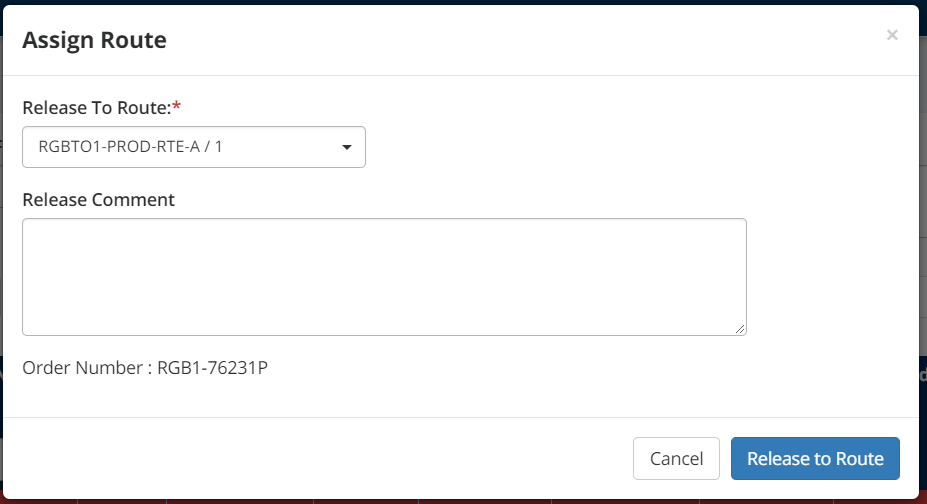 Assign Route
×
Release To Route:*
RGBTO1-PROD-RTE-A / 1
Release Comment
Order Number : RGB1-76231P
Cancel
Release to Route